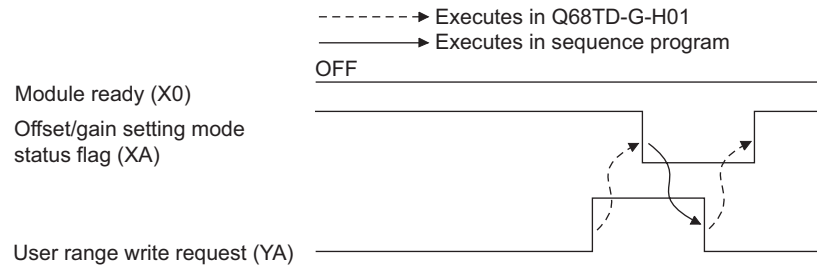 Executes in Q68TD-G-H01
Executes in sequence program
OFF
Module ready (X0)
Offset/gain setting mode
status flag (XA)
User range write request (YA)